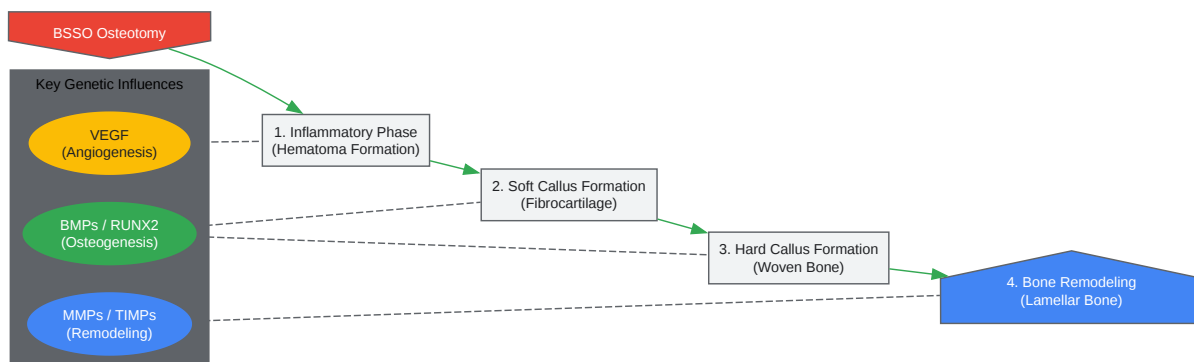 BSSO Osteotomy
Key Genetic Influences
VEGF
(Angiogenesis)
BMPs / RUNX2
(Osteogenesis)
MMPs / TIMPs
(Remodeling)
1. Inflammatory Phase
(Hematoma Formation)
2. Soft Callus Formation
(Fibrocartilage)
3. Hard Callus Formation
(Woven Bone)
4. Bone Remodeling
(Lamellar Bone)